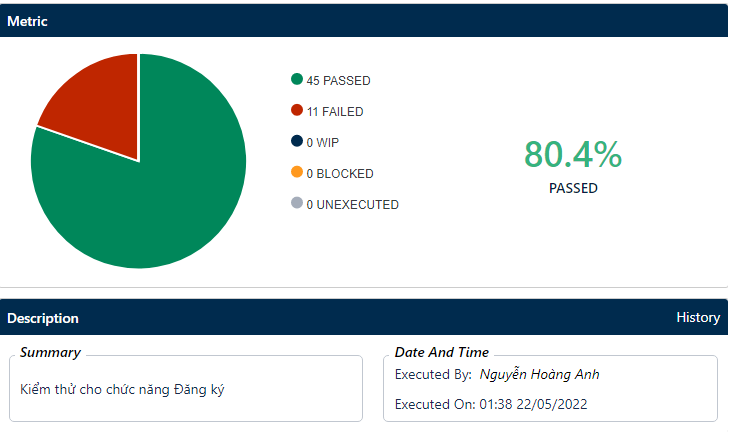 Metric
45 PASSED
11 FAILED
0 WIP
0 BLOCKED
0 UNEXECUTED
80.4%
PASSED
Description
History
Summary
Kiểm thử cho chức năng Đăng ký
Date And Time
Executed By: Nguyễn Hoàng Anh
Executed On: 01:38 22/05/2022